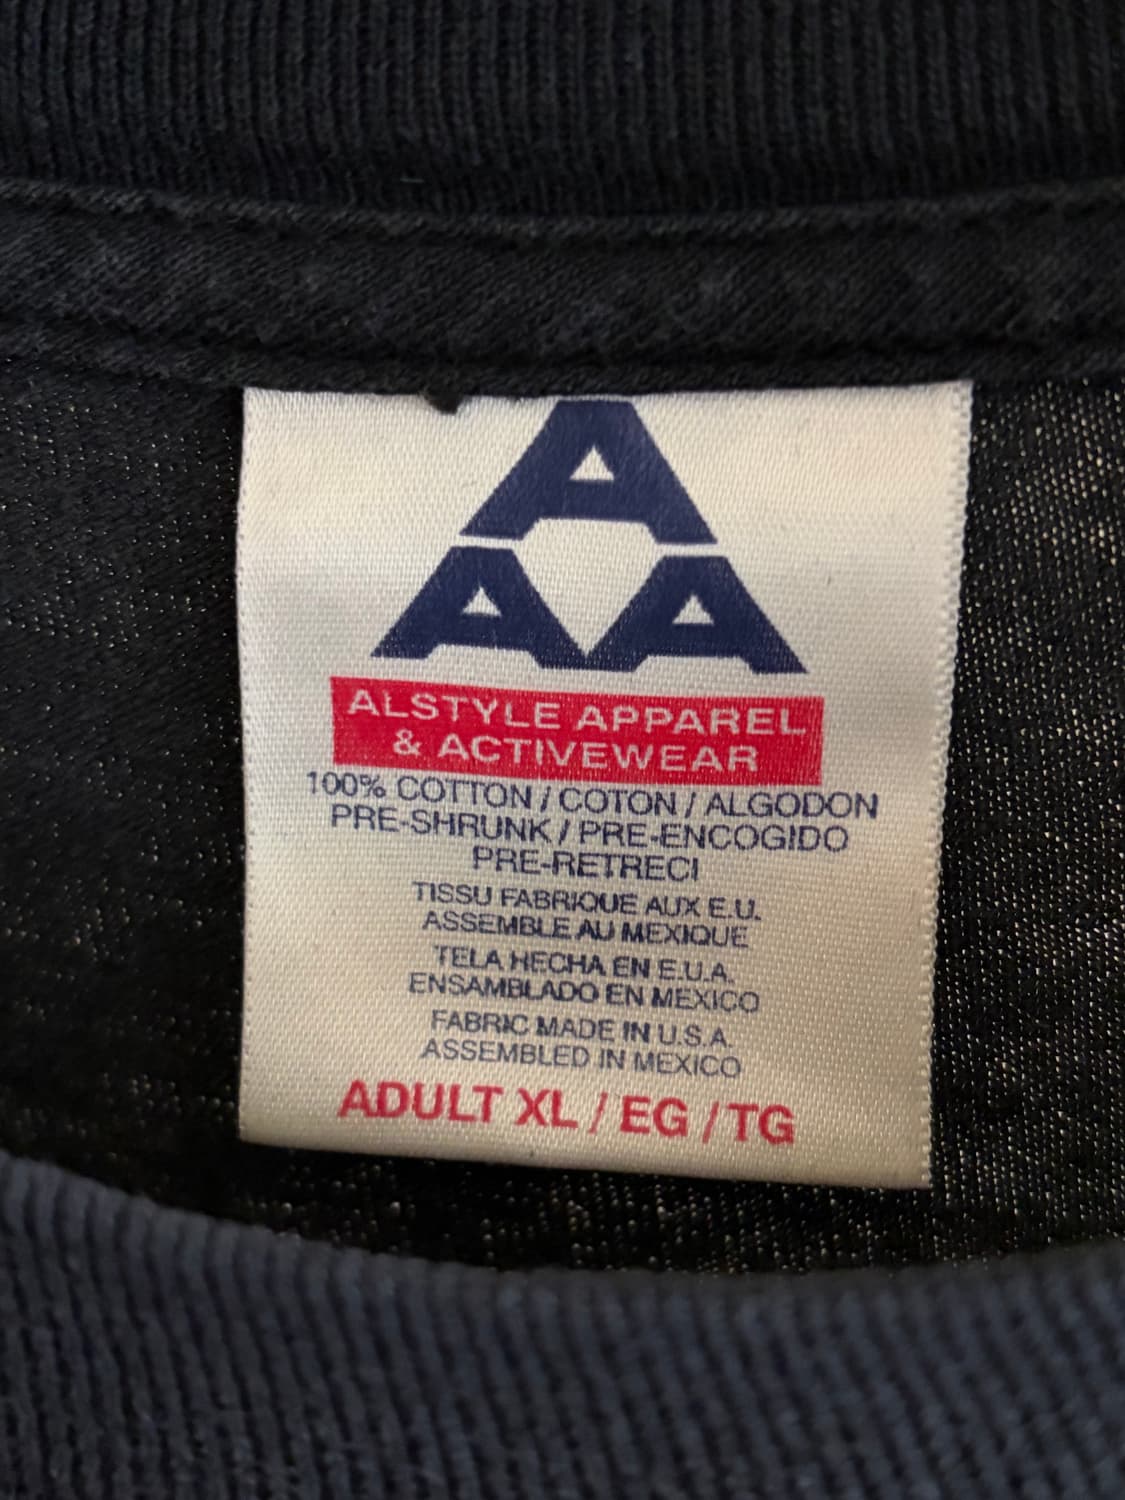 A
AA
ALSTYLE APPAREL
& ACTIVEWEAR
100% COTTON / COTON / ALGODON
PRE-SHRUNK / PRE-ENCOGIDO
PRE-RETRECI
TISSU FABRIQUE AUX E.U.
ASSEMBLE AU MEXIQUE
TELA HECHA EN E.U.A.
ENSAMBLADO EN MEXICO
FABRIC MADE IN U.S.A.
ASSEMBLED IN MEXICO
ADULT XL / EG / TG